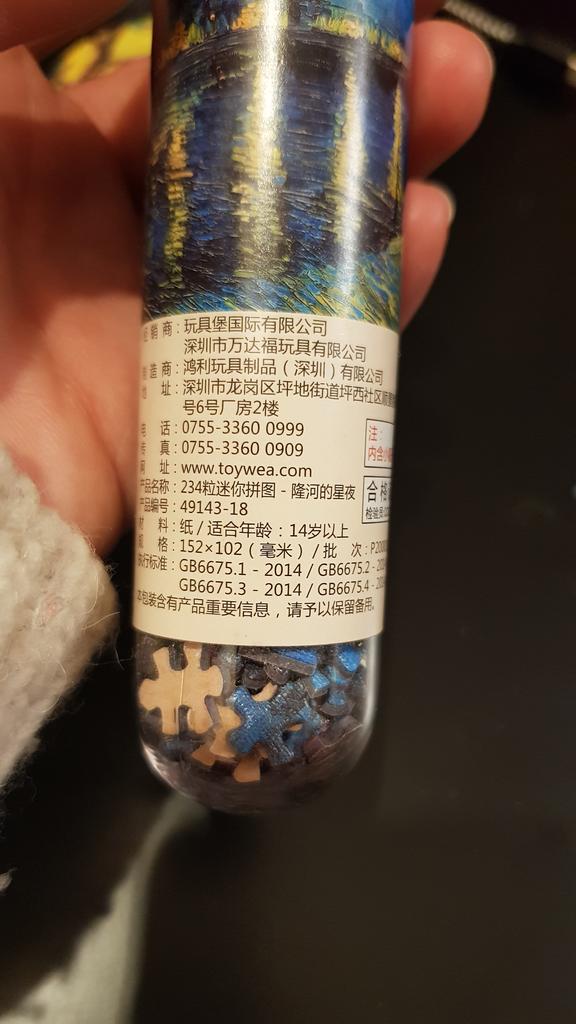 经销商：玩具堡国际有限公司
深圳市万达福玩具有限公司
制造商：鸿利玩具制品（深圳）有限公司
地 址：深圳市龙岗区坪地街道坪西社区
号6号厂房2楼
电 话：0755-3360 0999
传 真：0755-3360 0909
网 址：www.toywea.com
产品名称：234粒迷你拼图 - 隆河的星夜
产品编号：49143-18
材 料：纸 / 适合年龄：14岁以上
规 格：152×102（毫米）/ 批 次：
执行标准：GB6675.1 - 2014 / GB6675.2 -
GB6675.3 - 2014 / GB6675.4 -
包装含有产品重要信息，请予以保留备用。
注：
内含小
合格
检验员